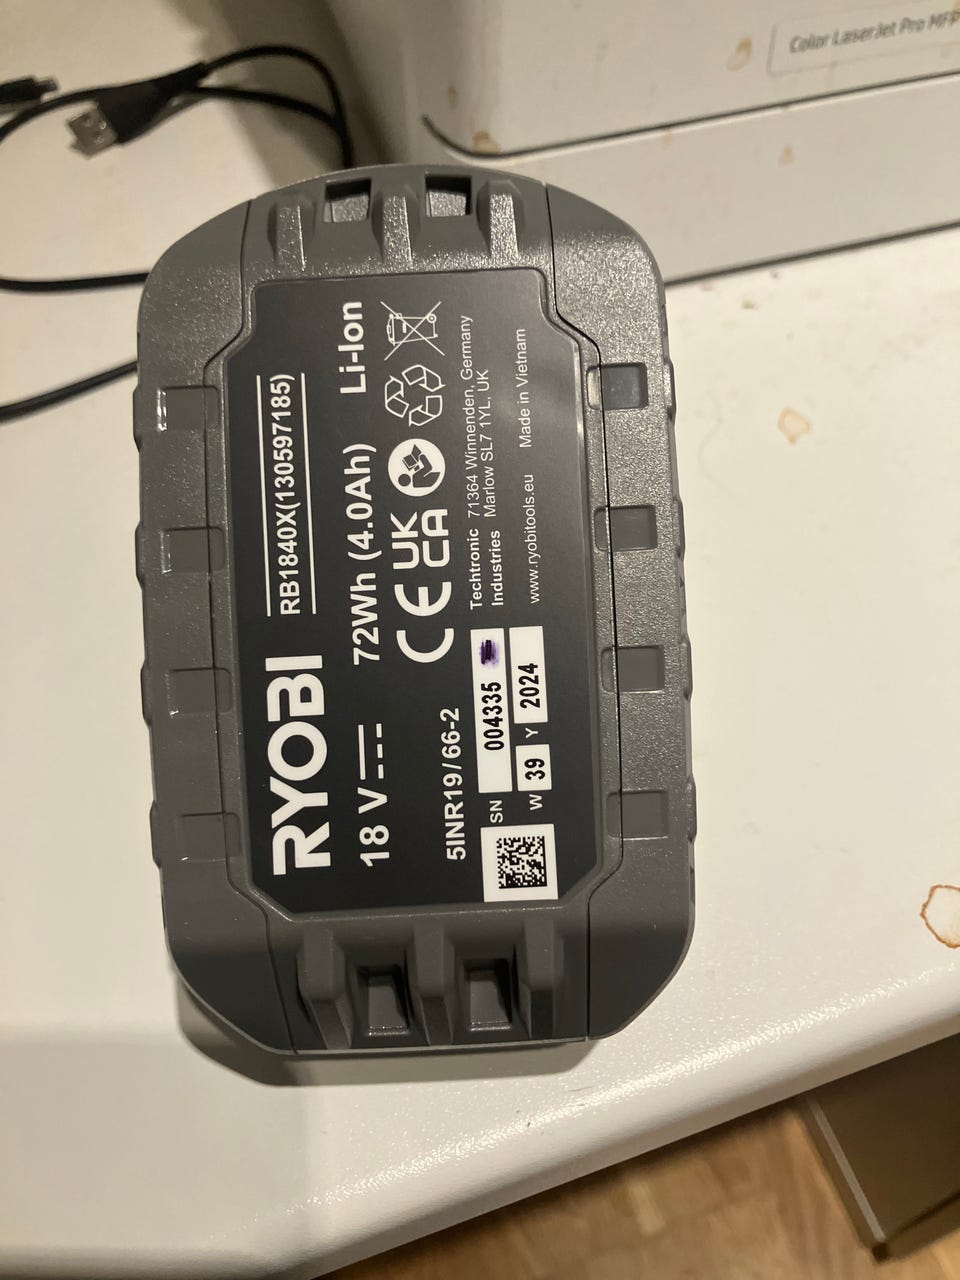 Color LaserJet Pro MFP
RYOBI
RB1840X(130597185)
18 V 72Wh (4.0Ah) Li-Ion
CE UK CA
5INR19/66-2
SN 004335
W 39 Y 2024
Techtronic Industries
71364 Winnenden, Germany
Marlow SL7 1YL, UK
www.ryobitools.eu Made in Vietnam